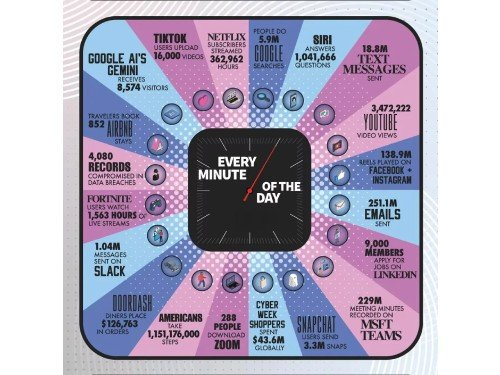 EVERY
MINUTE
OF THE
DAY
PEOPLE DO
5.9M
GOOGLE
SEARCHES
SIRI
ANSWERS
1,041,666
QUESTIONS
18.8M
TEXT
MESSAGES
SENT
3,472,222
YOUTUBE
VIDEO VIEWS
138.9M
REELS PLAYED ON
FACEBOOK +
INSTAGRAM
251.1M
EMAILS
SENT
9,000
MEMBERS
APPLY FOR
JOBS ON
LINKEDIN
229M
MEETING MINUTES
RECORDED ON
MSFT
TEAMS
SNAPCHAT
USERS SEND
3.3M SNAPS
CYBER
WEEK
SHOPPERS
SPENT
$43.6M
GLOBALLY
288
PEOPLE
DOWNLOAD
ZOOM
AMERICANS
TAKE
1,151,176,000
STEPS
DOORDASH
DINERS PLACE
$126,763
IN ORDERS
1.04M
MESSAGES
SENT ON
SLACK
FORTNITE
USERS WATCH
1,563 HOURS OF
LIVE STREAMS
4,080
RECORDS
COMPROMISED IN
DATA BREACHES
TRAVELERS BOOK
852 AIRBNB
STAYS
GOOGLE AI'S
GEMINI
RECEIVES
8,574 VISITORS
TIKTOK
USERS UPLOAD
16,000 VIDEOS
NETFLIX
SUBSCRIBERS
STREAMED
362,962
HOURS